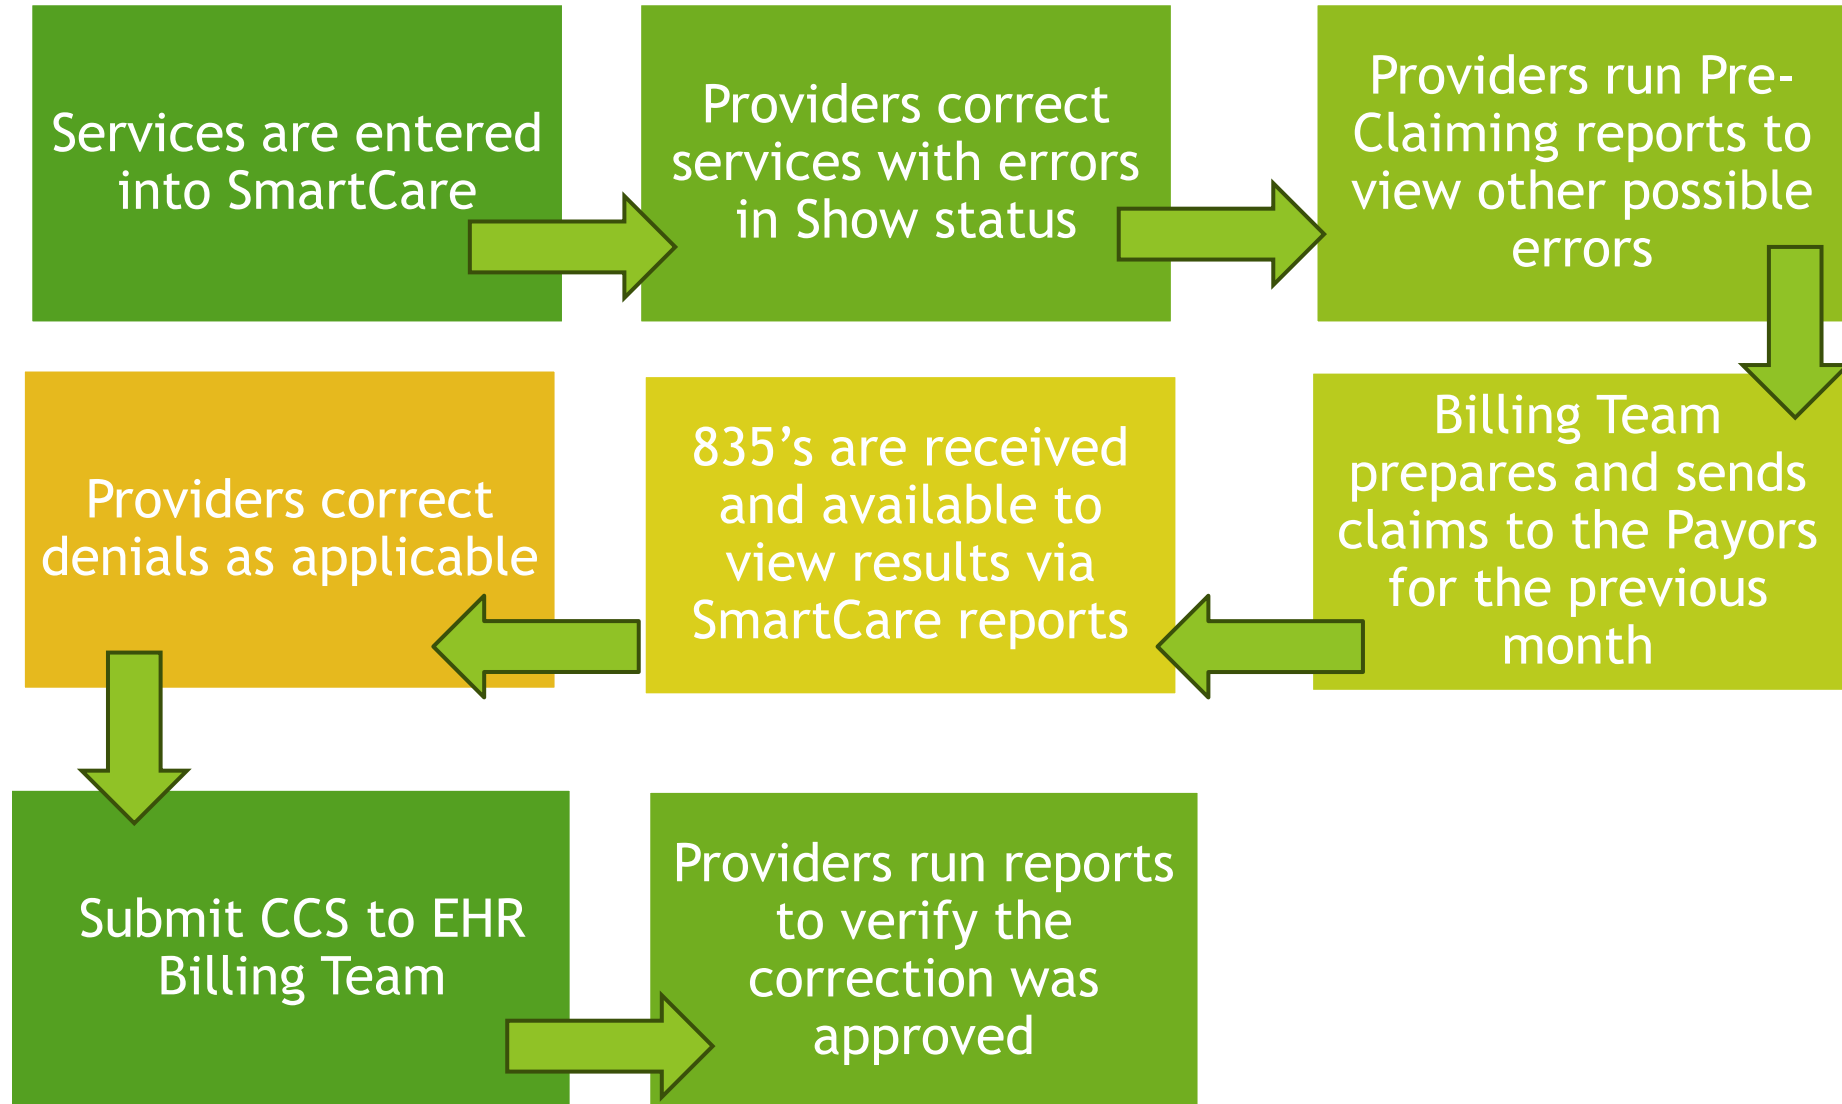 Services are entered
into SmartCare
Providers correct
services with errors
in Show status
Providers run Pre-
Claiming reports to
view other possible
errors
Billing Team
prepares and sends
claims to the Payors
for the previous
month
835’s are received
and available to
view results via
SmartCare reports
Providers correct
denials as applicable
Submit CCS to EHR
Billing Team
Providers run reports
to verify the
correction was
approved